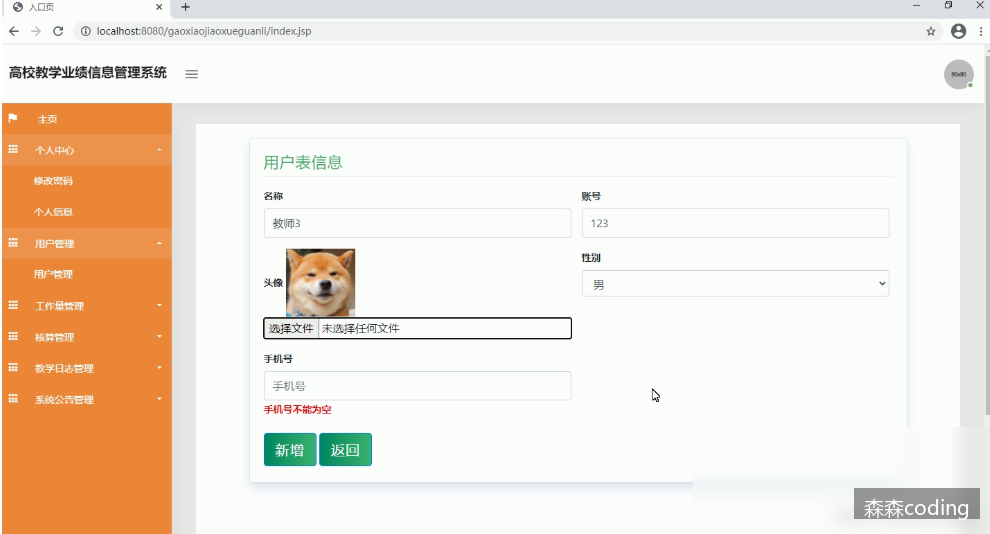 入口页
localhost:8080/gaoxiaojiaoxueguanli/index.jsp
高校教学业绩信息管理系统
60x60
主页
个人中心
修改密码
个人信息
用户管理
用户管理
工作量管理
核算管理
教学日志管理
系统公告管理
用户表信息
名称
账号
教师3
123
头像
性别
男
选择文件 未选择任何文件
手机号
手机号
手机号不能为空
新增 返回
森森coding